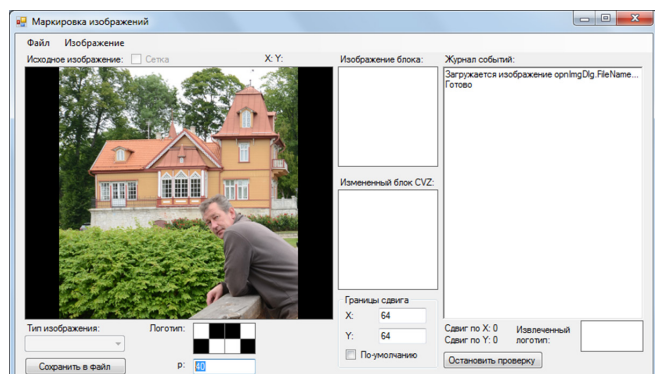 Маркировка изображений
Файл Изображение
Исходное изображение: Сетка X: Y: Изображение блока: Журнал событий:
Загружается изображение opnImgDlg.FileName...
Готово
Измененный блок CVZ:
Границы сдвига
X: 64
Y: 64
По-умолчанию
Тип изображения: Логотип:
Сдвиг по X: 0 Извлеченный
Сдвиг по Y: 0 логотип:
Сохранить в файл p: 40 Остановить проверку